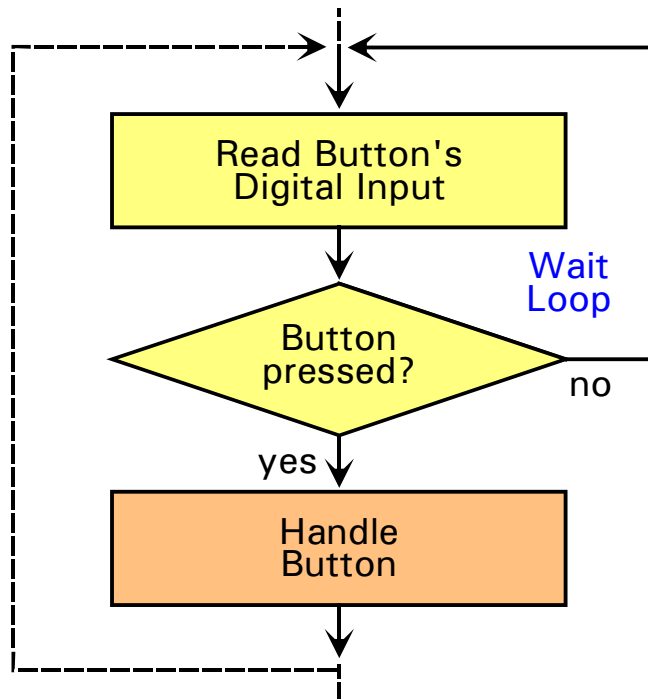 Read Button's
Digital Input
Wait
Loop
Button
pressed?
no
yes
Handle
Button